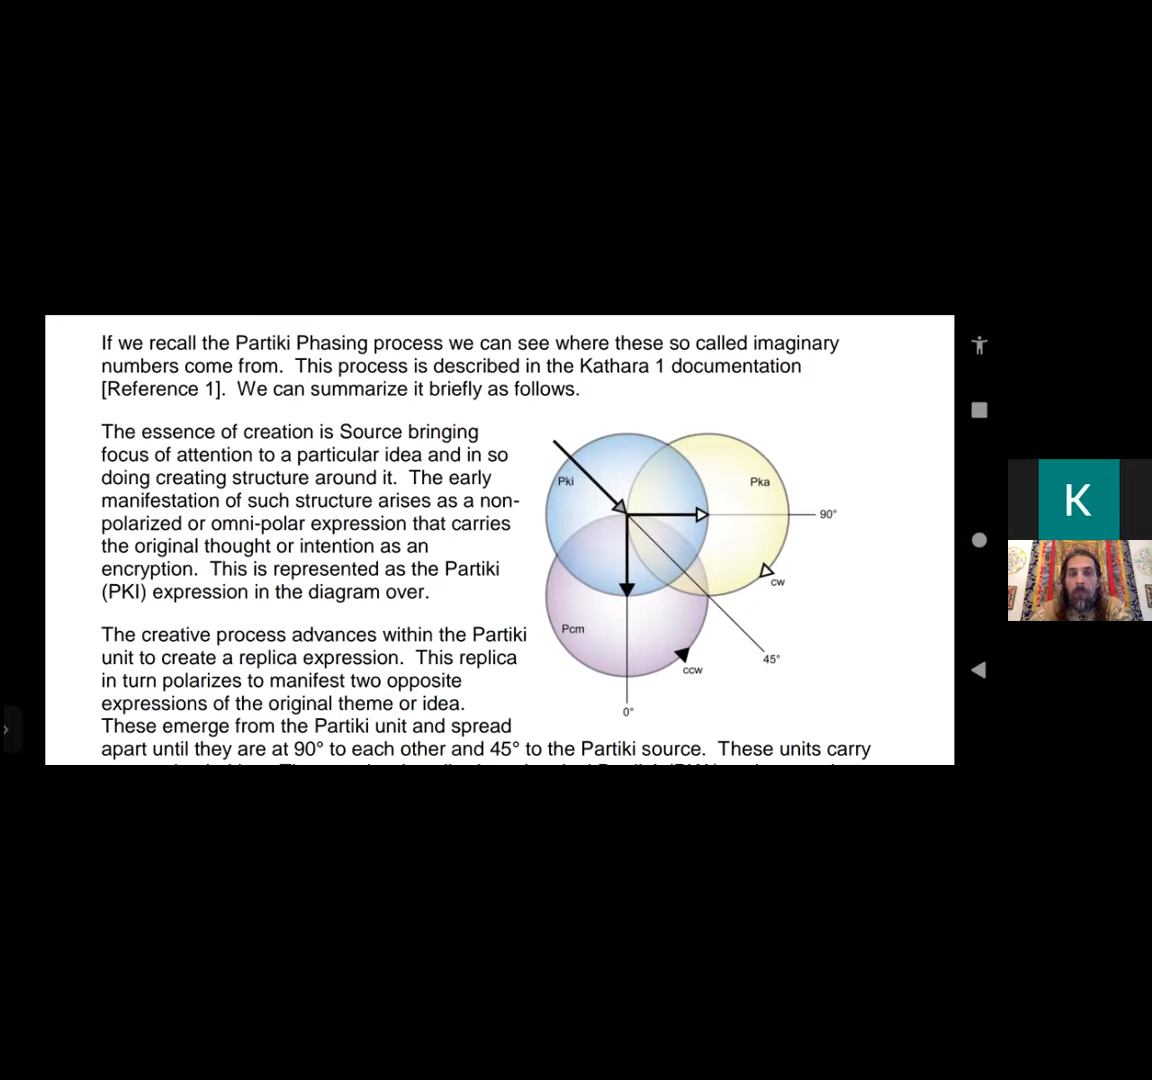 If we recall the Partiki Phasing process we can see where these so called imaginary
numbers come from.  This process is described in the Kathara 1 documentation
[Reference 1].  We can summarize it briefly as follows.
The essence of creation is Source bringing
focus of attention to a particular idea and in so
doing creating structure around it.  The early
manifestation of such structure arises as a non-
polarized or omni-polar expression that carries
the original thought or intention as an
encryption.  This is represented as the Partiki
(PKI) expression in the diagram over.
The creative process advances within the Partiki
unit to create a replica expression.  This replica
in turn polarizes to manifest two opposite
expressions of the original theme or idea.
These emerge from the Partiki unit and spread
apart until they are at 90° to each other and 45° to the Partiki source.  These units carry
Pki
Pka
90°
cw
Pcm
ccw
45°
0°
K